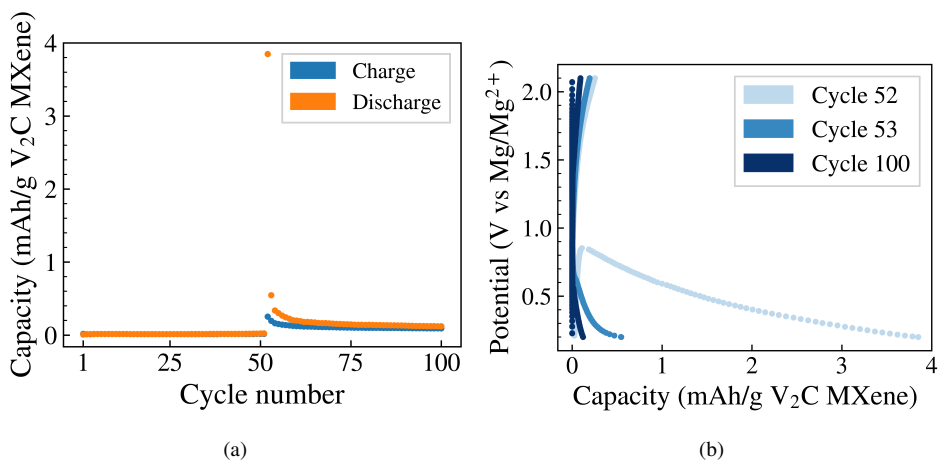 Capacity (mAh/g V₂C MXene)
4
3
2
1
0
Charge
Discharge
1
25
50
75
100
Cycle number
(a)
Potential (V vs Mg/Mg²⁺)
2.0
1.5
1.0
0.5
Cycle 52
Cycle 53
Cycle 100
0
1
2
3
4
Capacity (mAh/g V₂C MXene)
(b)